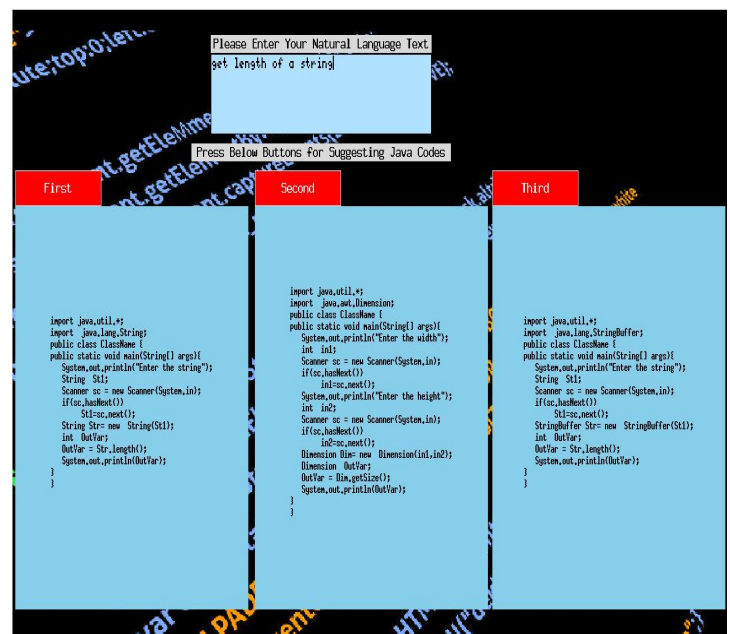 Please Enter Your Natural Language Text
get length of a string
Press Below Buttons for Suggesting Java Codes
First
import java.util.*;
import java.lang.String;
public class ClassName {
public static void main(String[] args){
System.out.println("Enter the string");
String St1;
Scanner sc = new Scanner(System.in);
if(sc.hasNext())
St1=sc.next();
String Str= new String(St1);
int OutVar;
OutVar = Str.length();
System.out.println(OutVar);
}
}
Second
import java.util.*;
import java.awt.Dimension;
public class ClassName {
public static void main(String[] args){
System.out.println("Enter the width");
int in1;
Scanner sc = new Scanner(System.in);
if(sc.hasNext())
in1=sc.next();
System.out.println("Enter the height");
int in2;
Scanner sc = new Scanner(System.in);
if(sc.hasNext())
in2=sc.next();
Dimension Dim= new Dimension(in1,in2);
Dimension OutVar;
OutVar = Dim.getSize();
System.out.println(OutVar);
}
}
Third
import java.util.*;
import java.lang.StringBuffer;
public class ClassName {
public static void main(String[] args){
System.out.println("Enter the string");
String St1;
Scanner sc = new Scanner(System.in);
if(sc.hasNext())
St1=sc.next();
StringBuffer Str= new StringBuffer(St1);
int OutVar;
OutVar = Str.length();
System.out.println(OutVar);
}
}